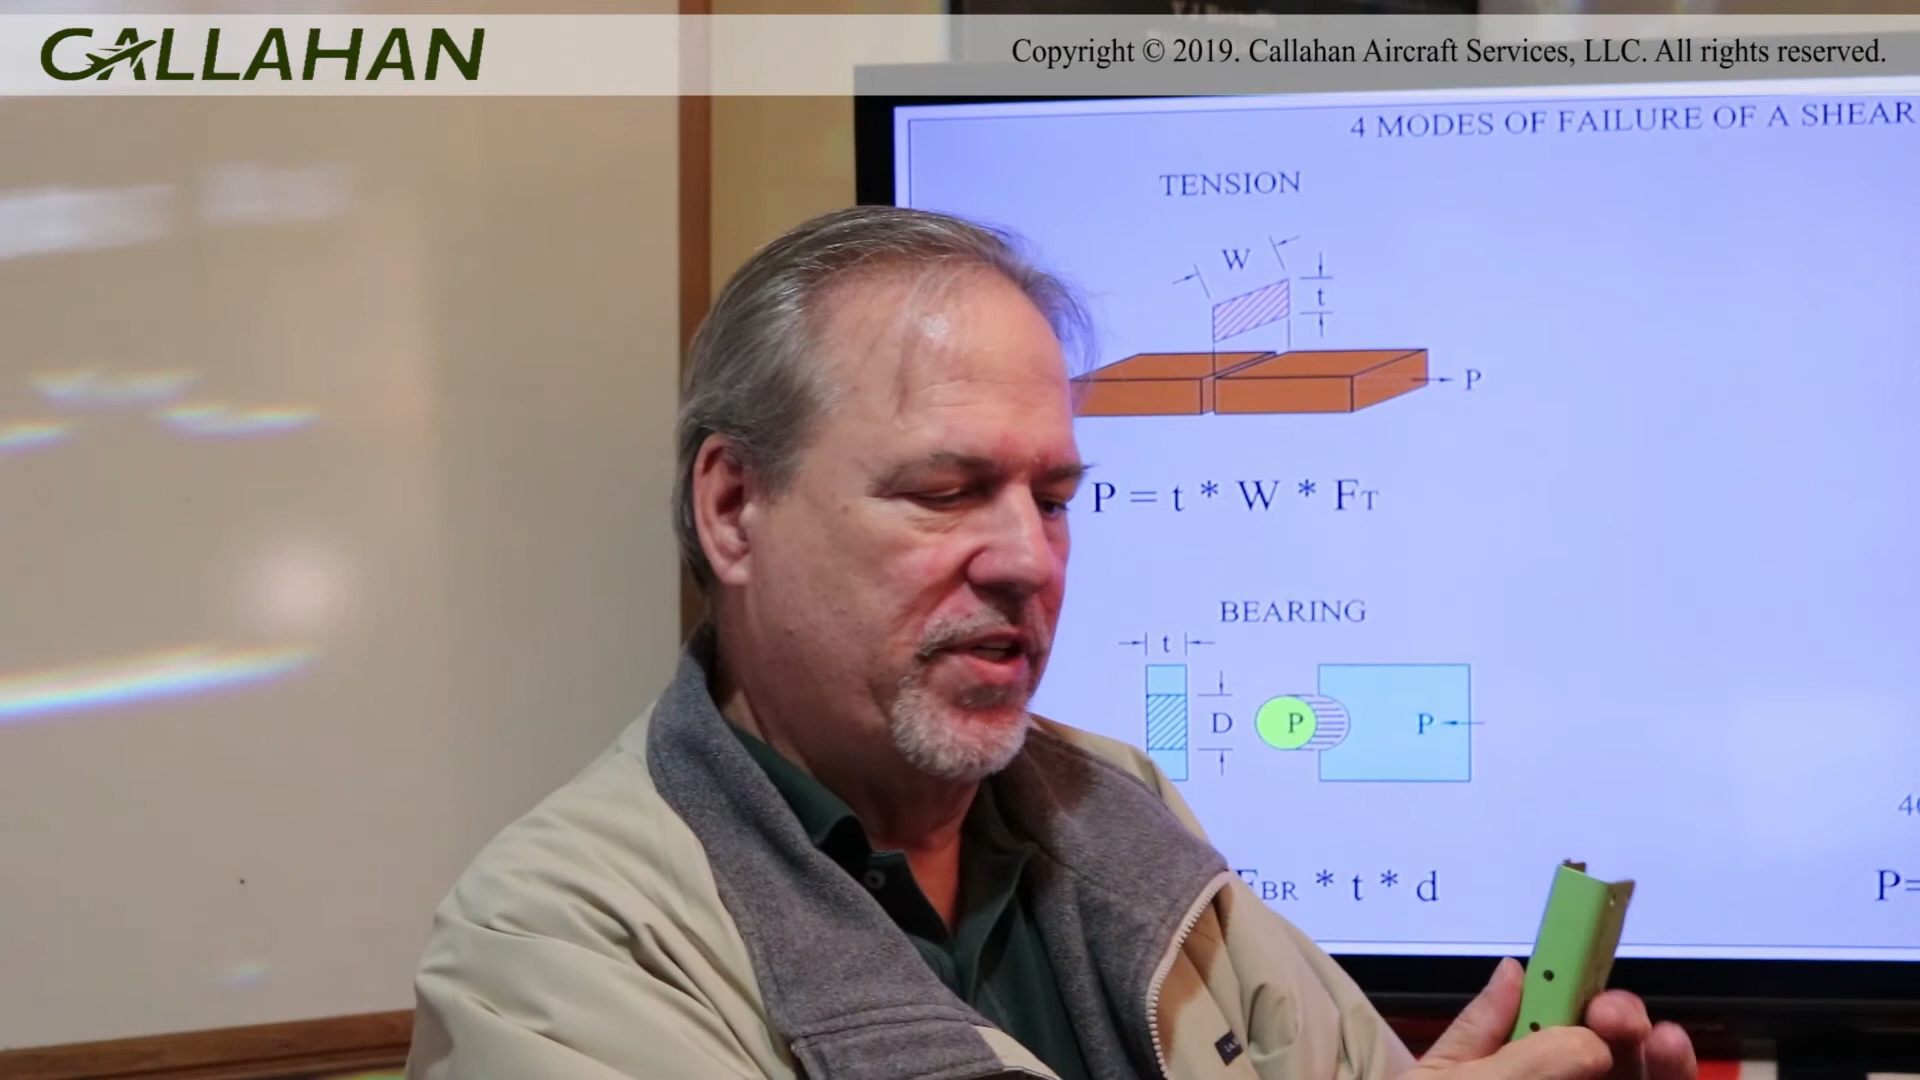 CALLAHAN
Copyright © 2019. Callahan Aircraft Services, LLC. All rights reserved.
4 MODES OF FAILURE OF A SHEAR
TENSION
W
t
P
P = t * W * FT
BEARING
t
D
P
P
FBR * t * d
P=